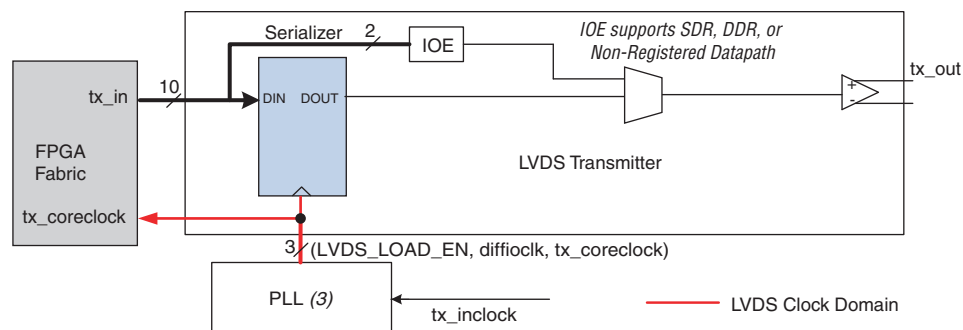 Serializer
2
IOE
IOE supports SDR, DDR, or
Non-Registered Datapath
tx_out
10
tx_in
DIN DOUT
+
-
FPGA
Fabric
LVDS Transmitter
tx_coreclock
3 (LVDS_LOAD_EN, diffioclk, tx_coreclock)
PLL (3)
tx_inclock
LVDS Clock Domain